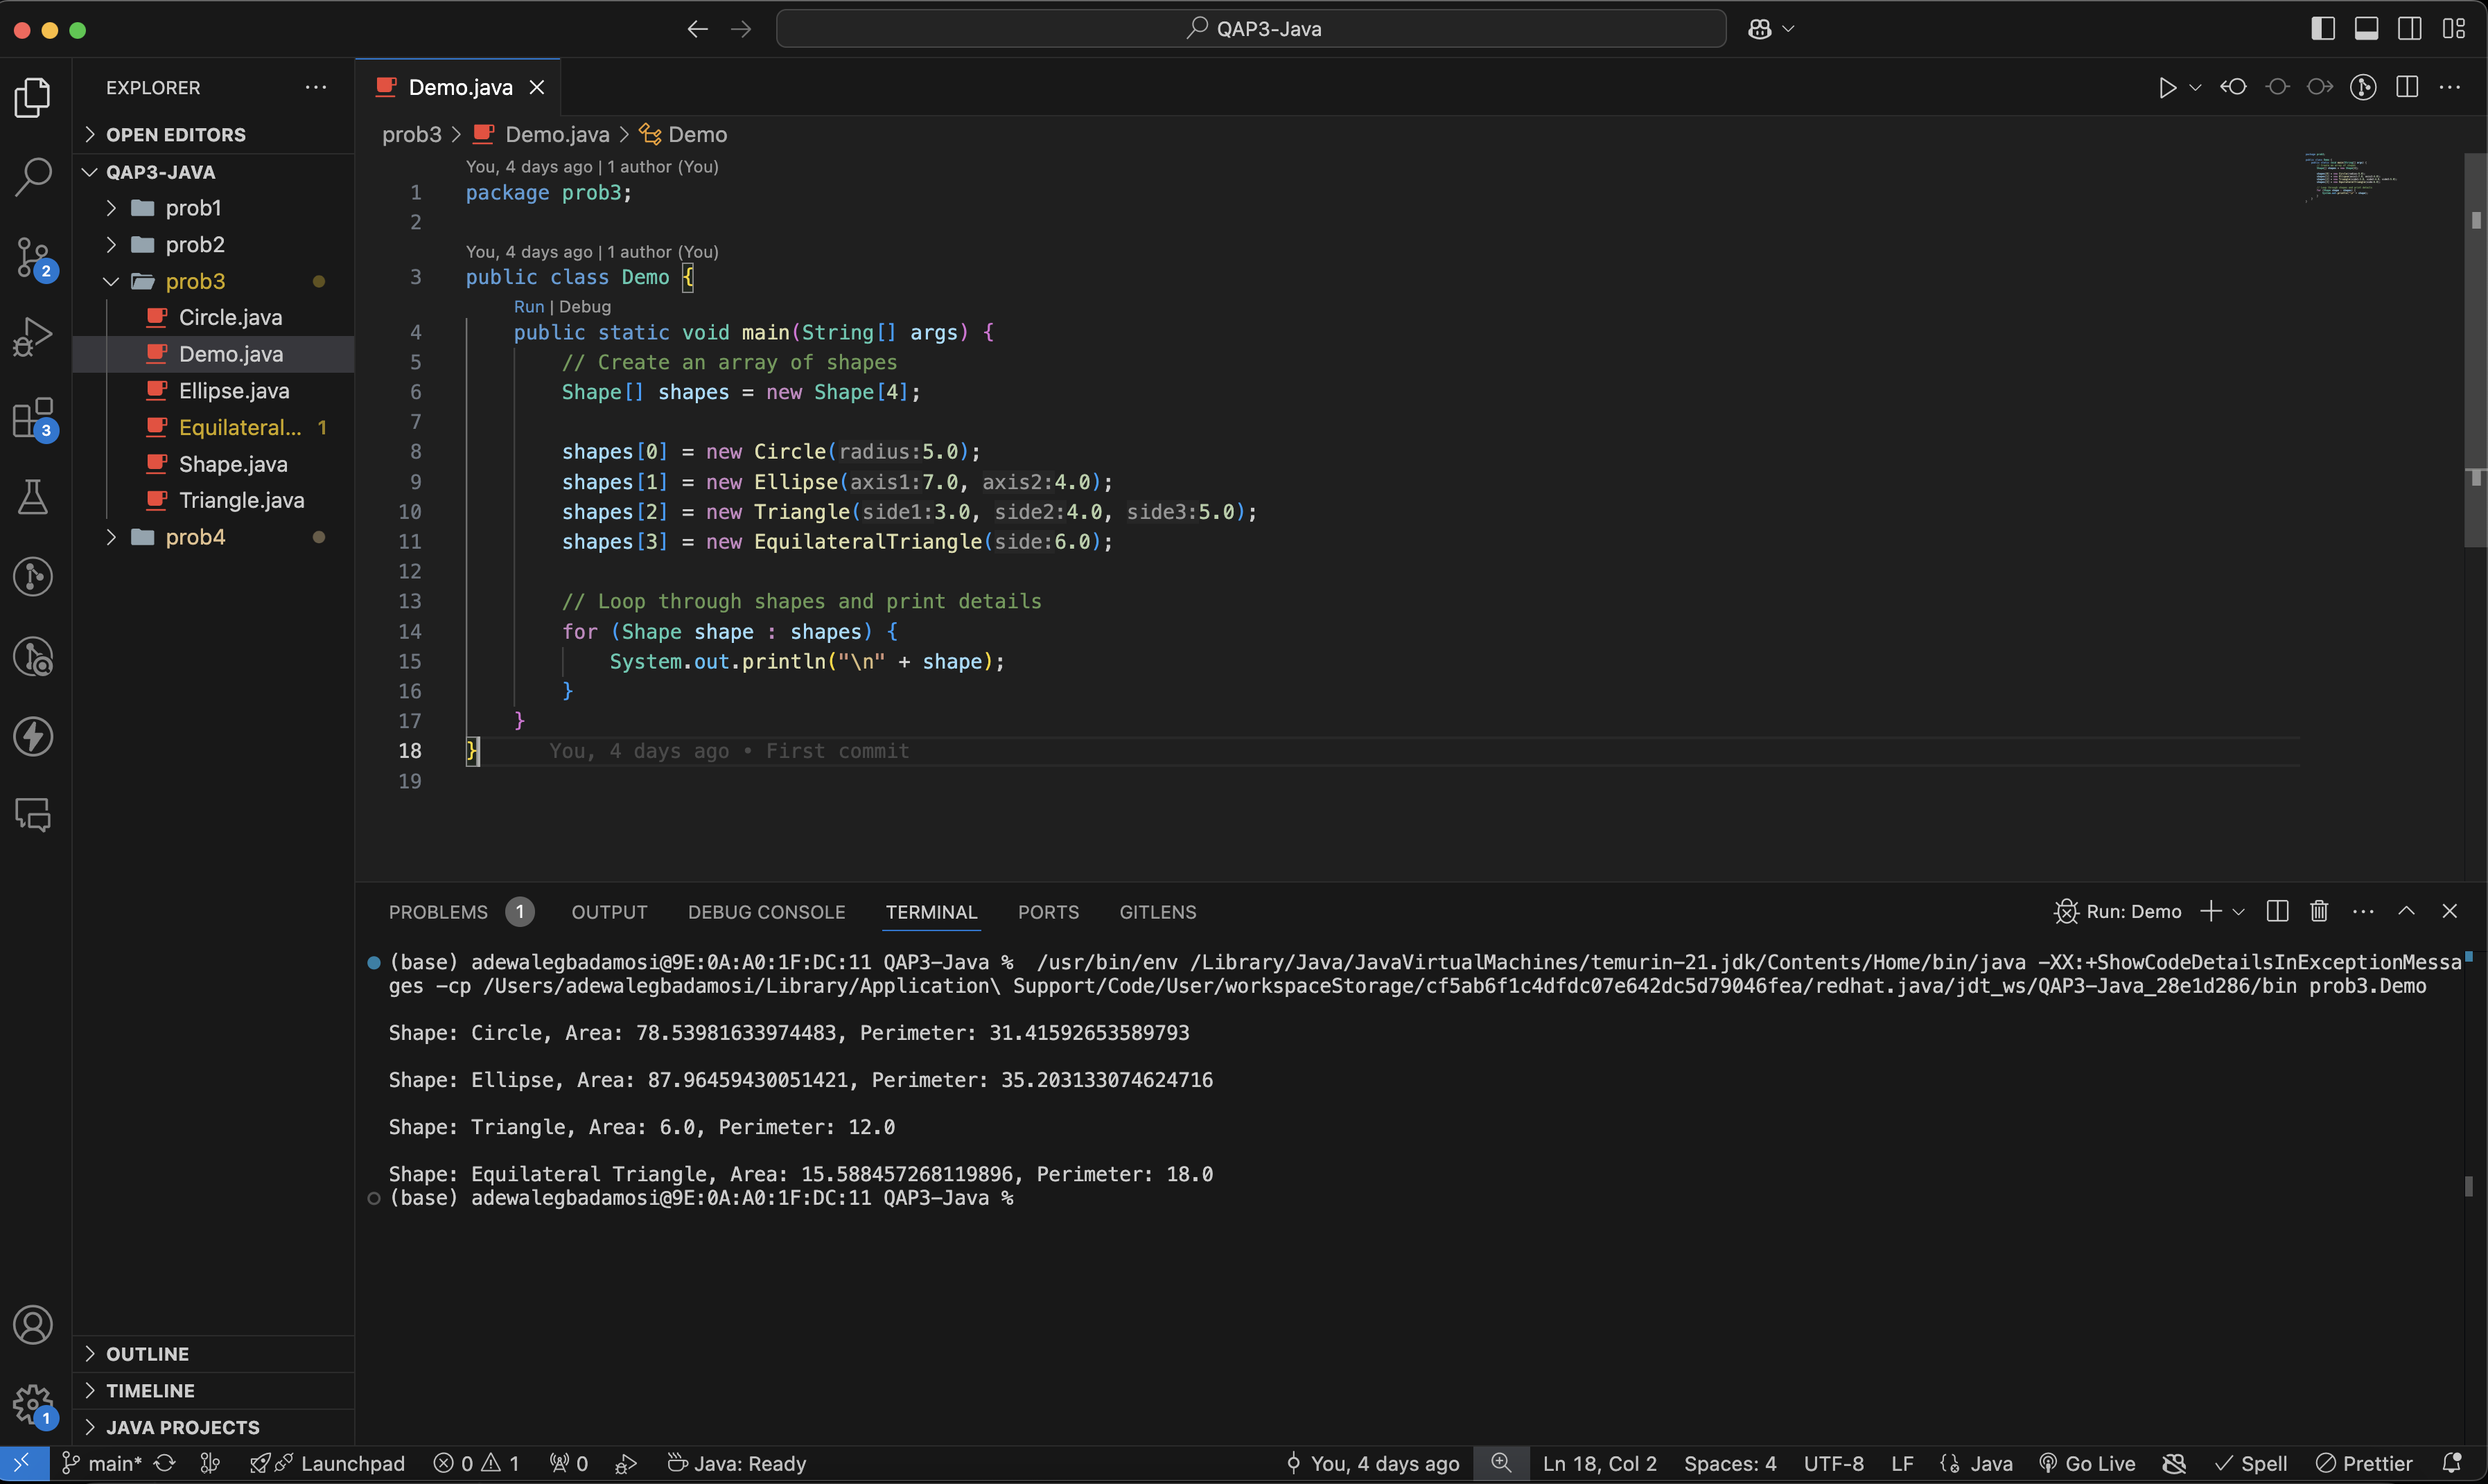 QAP3-Java
EXPLORER
OPEN EDITORS
QAP3-JAVA
prob1
prob2
prob3
Circle.java
Demo.java
Ellipse.java
Equilateral... 1
Shape.java
Triangle.java
prob4
OUTLINE
TIMELINE
JAVA PROJECTS
2
3
1
Demo.java
prob3 > Demo.java > Demo
You, 4 days ago | 1 author (You)
1 package prob3;
2
You, 4 days ago | 1 author (You)
3 public class Demo {
Run | Debug
4 public static void main(String[] args) {
5 // Create an array of shapes
6 Shape[] shapes = new Shape[4];
7
8 shapes[0] = new Circle(radius:5.0);
9 shapes[1] = new Ellipse(axis1:7.0, axis2:4.0);
10 shapes[2] = new Triangle(side1:3.0, side2:4.0, side3:5.0);
11 shapes[3] = new EquilateralTriangle(side:6.0);
12
13 // Loop through shapes and print details
14 for (Shape shape : shapes) {
15 System.out.println("\n" + shape);
16 }
17 }
18 } You, 4 days ago • First commit
19
PROBLEMS 1 OUTPUT DEBUG CONSOLE TERMINAL PORTS GITLENS Run: Demo
(base) adewalegbadamosi@9E:0A:A0:1F:DC:11 QAP3-Java % /usr/bin/env /Library/Java/JavaVirtualMachines/temurin-21.jdk/Contents/Home/bin/java -XX:+ShowCodeDetailsInExceptionMessa
ges -cp /Users/adewalegbadamosi/Library/Application\ Support/Code/User/workspaceStorage/cf5ab6f1c4dfdc07e642dc5d79046fea/redhat.java/jdt_ws/QAP3-Java_28e1d286/bin prob3.Demo
Shape: Circle, Area: 78.53981633974483, Perimeter: 31.41592653589793
Shape: Ellipse, Area: 87.96459430051421, Perimeter: 35.203133074624716
Shape: Triangle, Area: 6.0, Perimeter: 12.0
Shape: Equilateral Triangle, Area: 15.588457268119896, Perimeter: 18.0
(base) adewalegbadamosi@9E:0A:A0:1F:DC:11 QAP3-Java %
main* Launchpad 0 1 0 Java: Ready You, 4 days ago Ln 18, Col 2 Spaces: 4 UTF-8 LF Java Go Live Spell Prettier